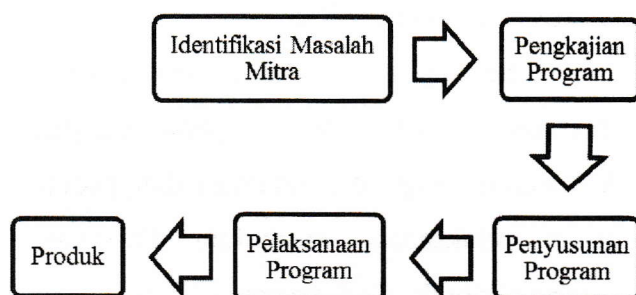 Identifikasi Masalah
Mitra
Pengkajian
Program
Penyusunan
Program
Pelaksanaan
Program
Produk